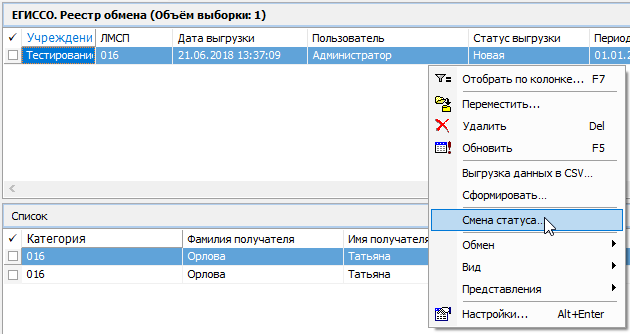 ЕГИССО. Реестр обмена (Объём выборки: 1)
✓ Учреждени ЛМСП Дата выгрузки Пользователь Статус выгрузки Период
Тестирование 016 21.06.2018 13:37:09 Администратор Новая 01.01.2
Отобрать по колонке... F7
Переместить...
Удалить Del
Обновить F5
Выгрузка данных в CSV...
Сформировать...
Смена статуса...
Обмен
Вид
Представления
Настройки... Alt+Enter
Список
✓ Категория Фамилия получателя Имя получателя
016 Орлова Татьяна
016 Орлова Татьяна